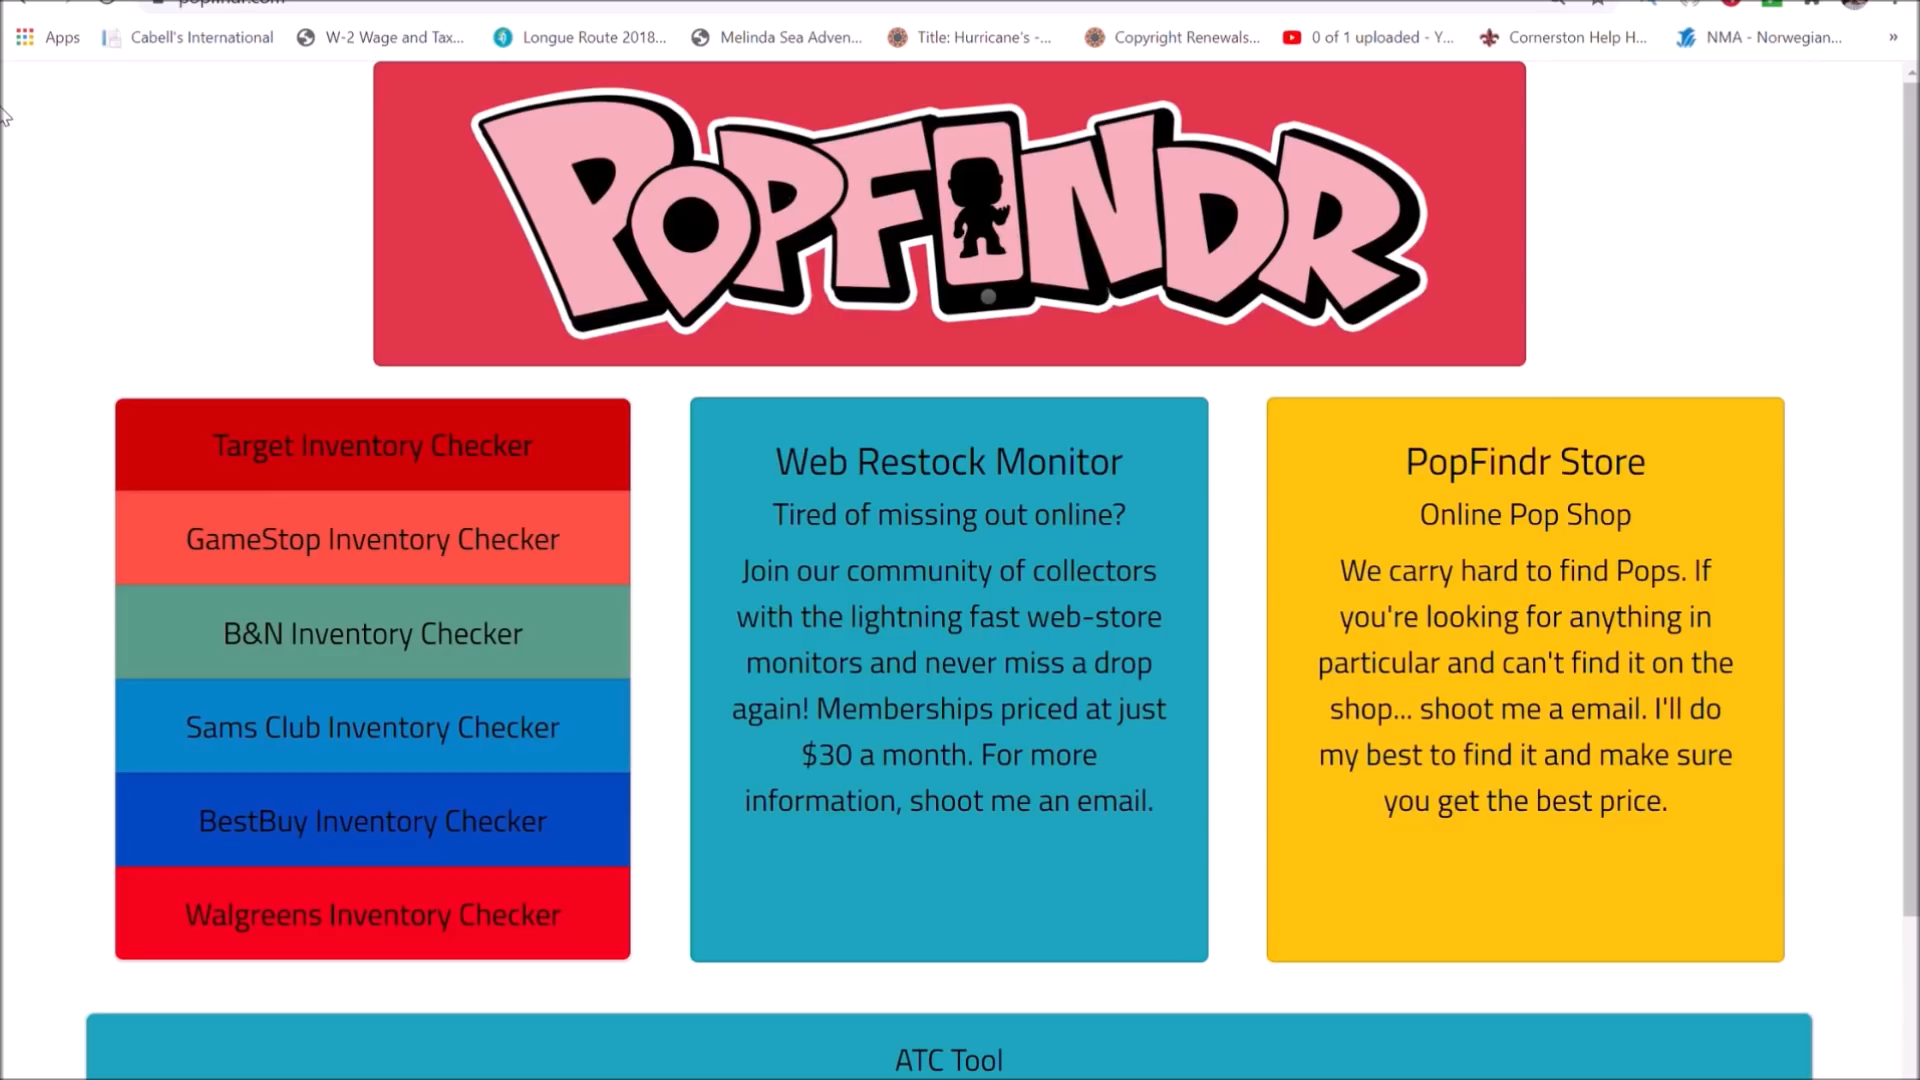 popfindr.com
Apps
Cabell's International
W-2 Wage and Tax...
Longue Route 2018...
Melinda Sea Adven...
Title: Hurricane's -...
Copyright Renewals...
0 of 1 uploaded - Y...
Cornerston Help H...
NMA - Norwegian...
»
POPFINDR
Target Inventory Checker
GameStop Inventory Checker
B&N Inventory Checker
Sams Club Inventory Checker
BestBuy Inventory Checker
Walgreens Inventory Checker
Web Restock Monitor
Tired of missing out online?
Join our community of collectors
with the lightning fast web-store
monitors and never miss a drop
again! Memberships priced at just
$30 a month. For more
information, shoot me an email.
PopFindr Store
Online Pop Shop
We carry hard to find Pops. If
you're looking for anything in
particular and can't find it on the
shop... shoot me a email. I'll do
my best to find it and make sure
you get the best price.
ATC Tool